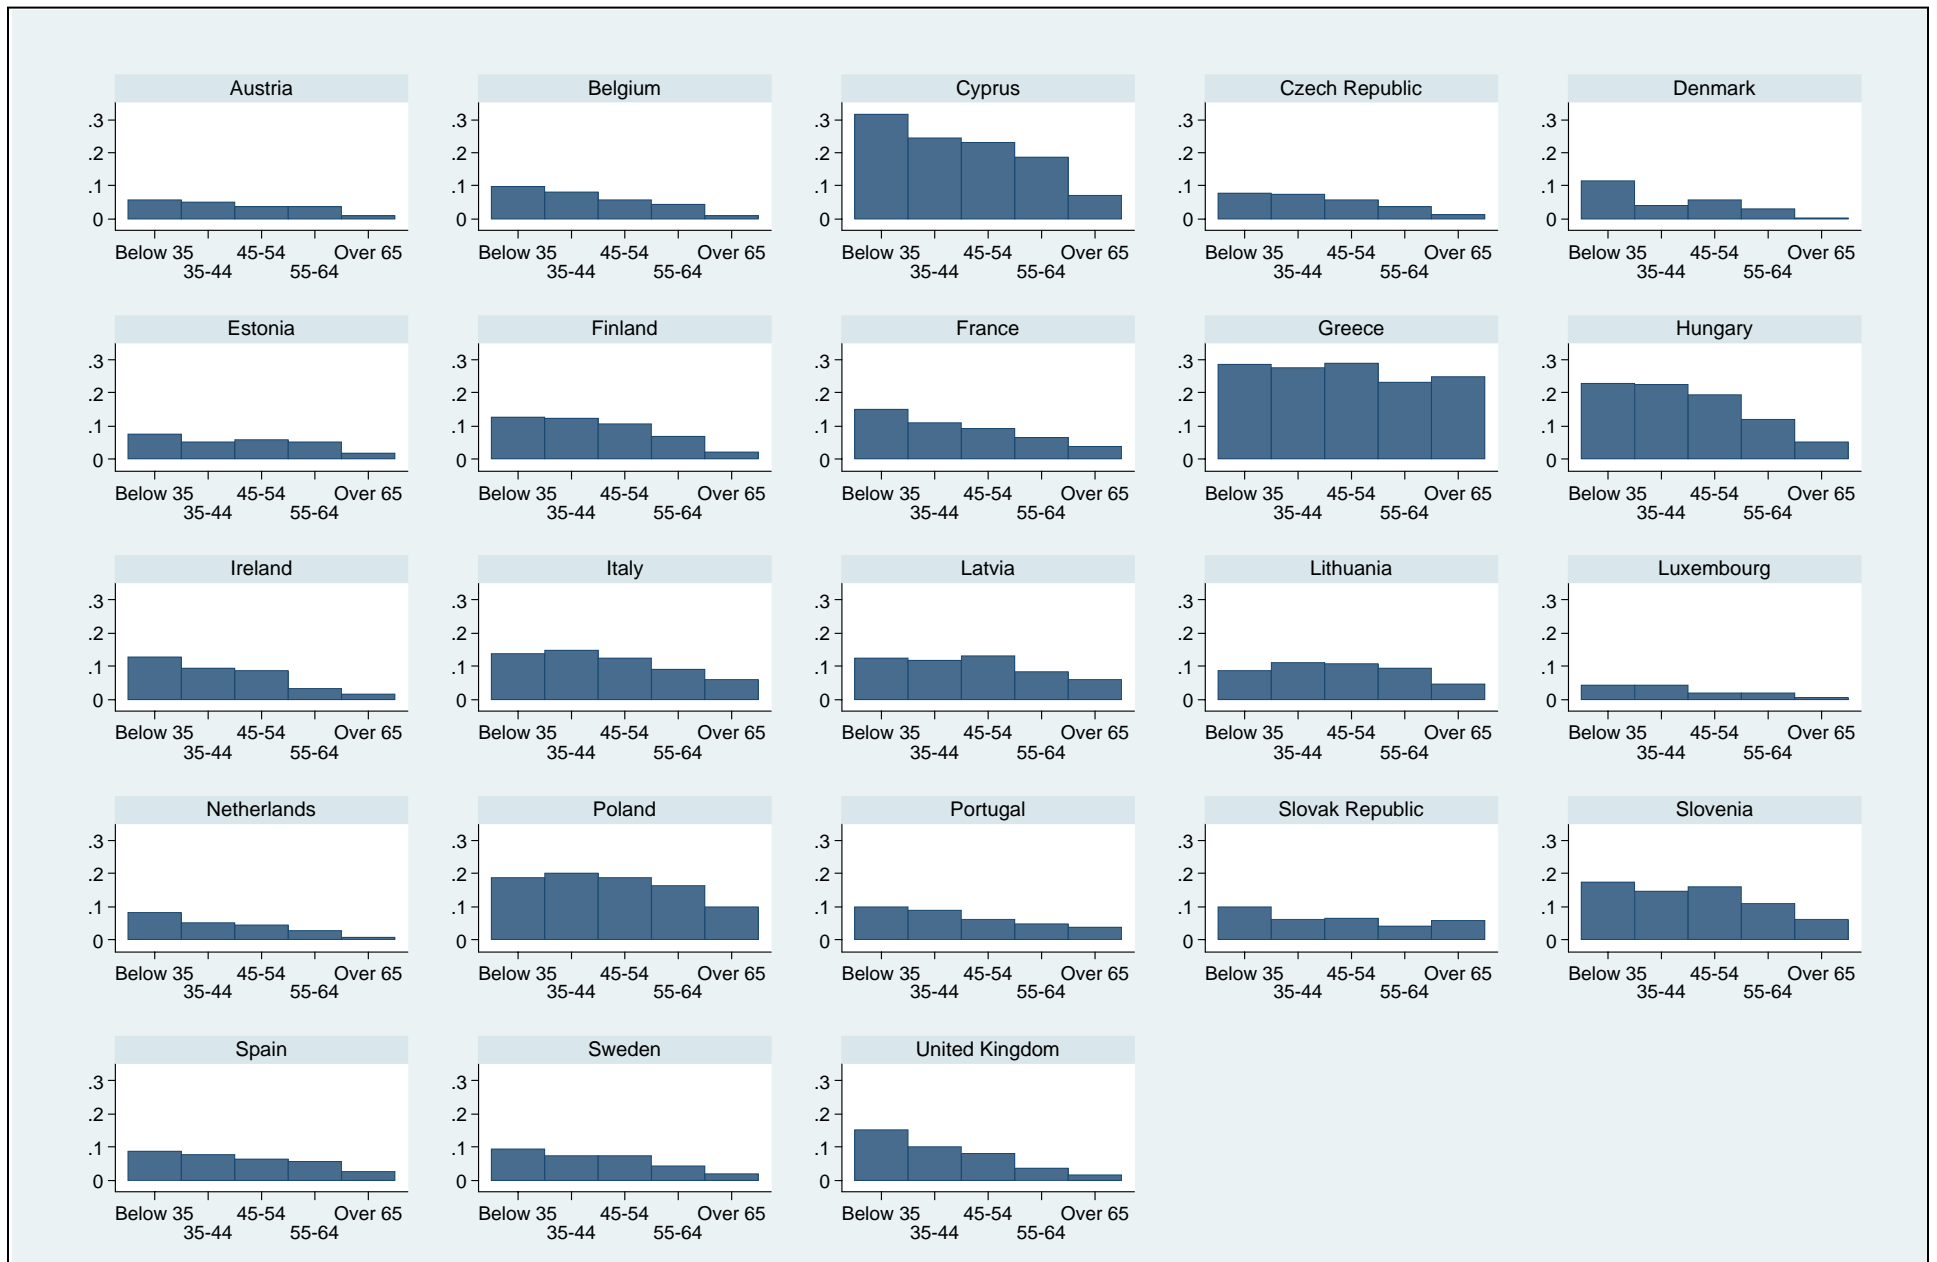 Austria Belgium Cyprus Czech Republic Denmark
.3 .3 .3 .3 .3
.2 .2 .2 .2 .2
.1 .1 .1 .1 .1
0 0 0 0 0
Below 35 45-54 Over 65 Below 35 45-54 Over 65 Below 35 45-54 Over 65 Below 35 45-54 Over 65 Below 35 45-54 Over 65
35-44 55-64 35-44 55-64 35-44 55-64 35-44 55-64 35-44 55-64
Estonia Finland France Greece Hungary
.3 .3 .3 .3 .3
.2 .2 .2 .2 .2
.1 .1 .1 .1 .1
0 0 0 0 0
Below 35 45-54 Over 65 Below 35 45-54 Over 65 Below 35 45-54 Over 65 Below 35 45-54 Over 65 Below 35 45-54 Over 65
35-44 55-64 35-44 55-64 35-44 55-64 35-44 55-64 35-44 55-64
Ireland Italy Latvia Lithuania Luxembourg
.3 .3 .3 .3 .3
.2 .2 .2 .2 .2
.1 .1 .1 .1 .1
0 0 0 0 0
Below 35 45-54 Over 65 Below 35 45-54 Over 65 Below 35 45-54 Over 65 Below 35 45-54 Over 65 Below 35 45-54 Over 65
35-44 55-64 35-44 55-64 35-44 55-64 35-44 55-64 35-44 55-64
Netherlands Poland Portugal Slovak Republic Slovenia
.3 .3 .3 .3 .3
.2 .2 .2 .2 .2
.1 .1 .1 .1 .1
0 0 0 0 0
Below 35 45-54 Over 65 Below 35 45-54 Over 65 Below 35 45-54 Over 65 Below 35 45-54 Over 65 Below 35 45-54 Over 65
35-44 55-64 35-44 55-64 35-44 55-64 35-44 55-64 35-44 55-64
Spain Sweden United Kingdom
.3 .3 .3
.2 .2 .2
.1 .1 .1
0 0 0
Below 35 45-54 Over 65 Below 35 45-54 Over 65 Below 35 45-54 Over 65
35-44 55-64 35-44 55-64 35-44 55-64